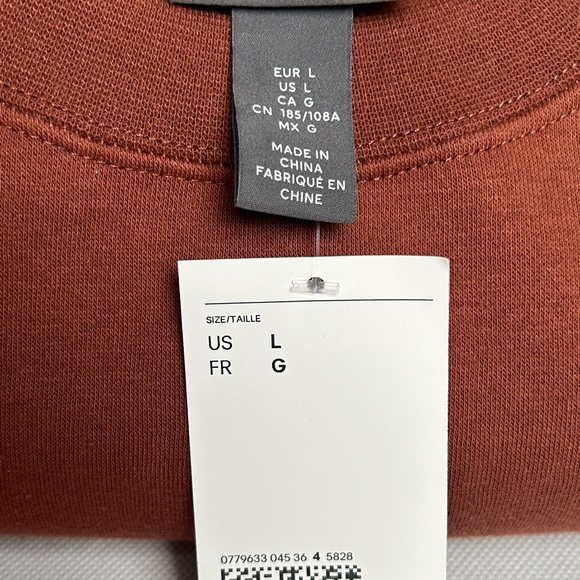 EUR L
US L
CA G
CN 185/108A
MX G
MADE IN
CHINA
FABRIQUÉ EN
CHINE
SIZE/TAILLE
US L
FR G
0779633 045 36 4 5828